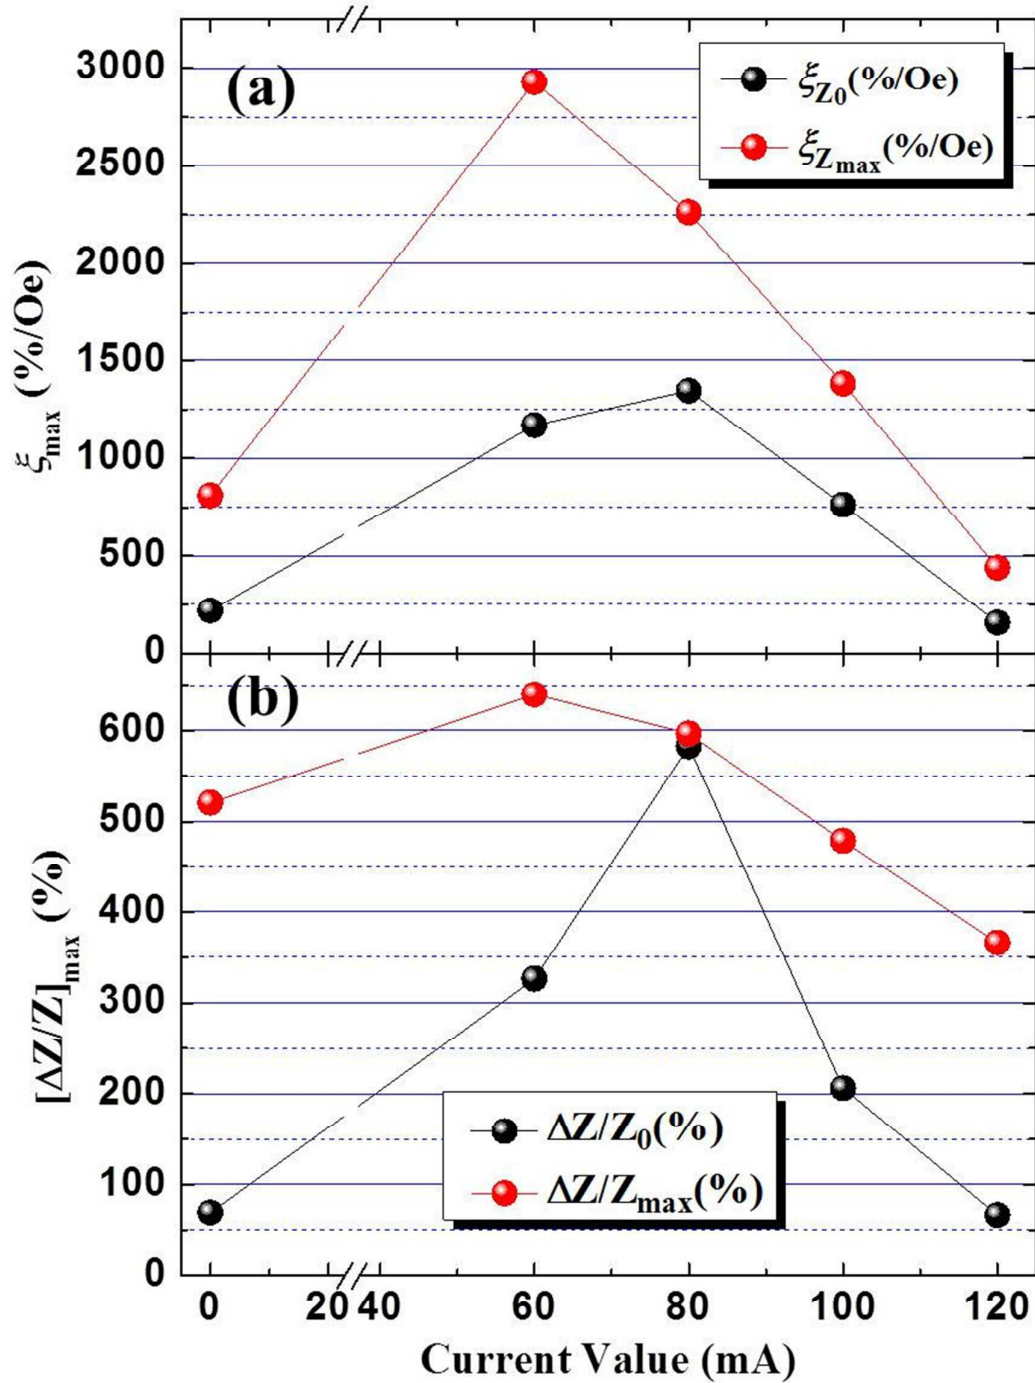 (a)
ξZ0(%/Oe)
ξZmax(%/Oe)
3000
2500
2000
1500
1000
500
0
ξmax (%/Oe)
(b)
600
500
400
300
200
100
0
[ΔZ/Z]max (%)
ΔZ/Z0(%)
ΔZ/Zmax(%)
0 20 40 60 80 100 120
Current Value (mA)